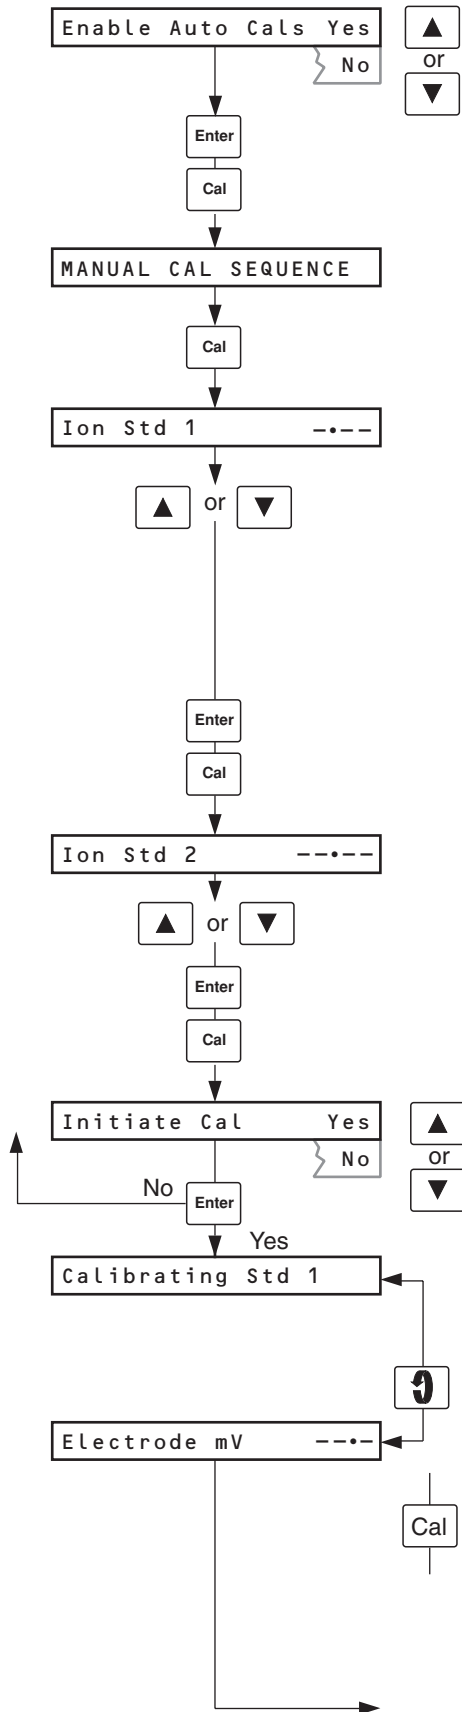 Enable Auto Cals Yes
No
or
Enter
Cal
MANUAL CAL SEQUENCE
Cal
Ion Std 1 –•––
or
Enter
Cal
Ion Std 2 ––•––
or
Enter
Cal
Initiate Cal Yes
No
or
No
Enter
Yes
Calibrating Std 1
Electrode mV ––•–
Cal